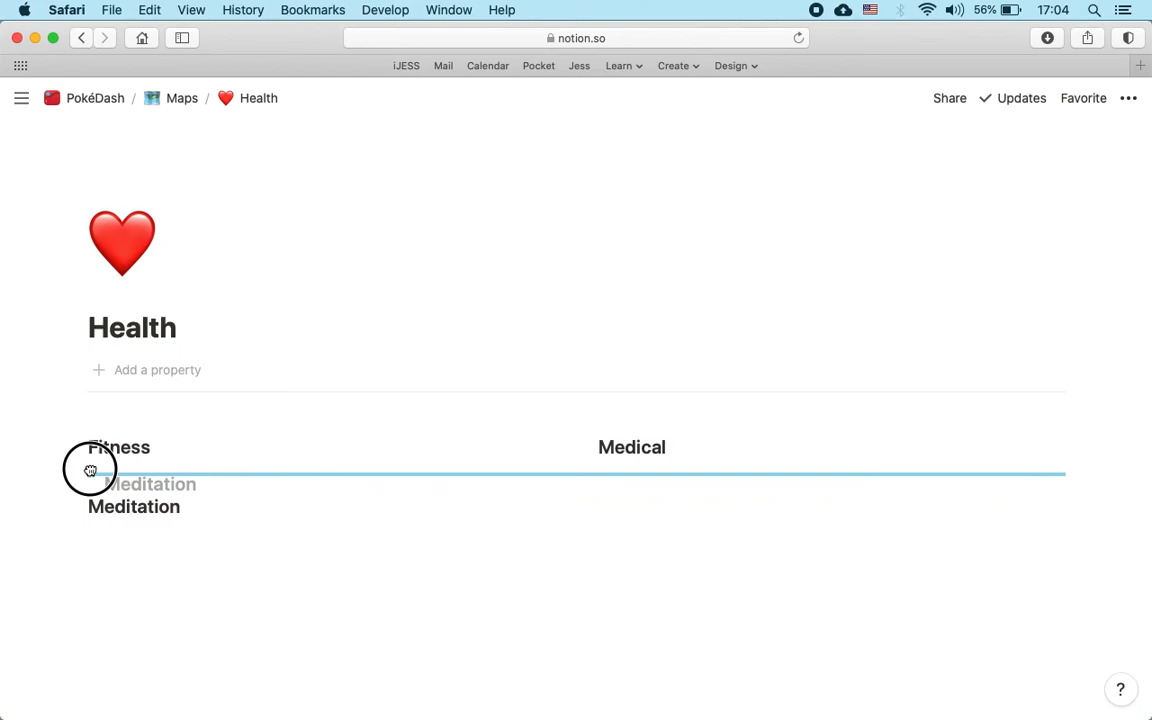 Safari File Edit View History Bookmarks Develop Window Help 56% 17:04
notion.so
iJESS Mail Calendar Pocket Jess Learn Create Design
PokéDash / Maps / Health Share Updates Favorite
Health
Add a property
Fitness Medical
Meditation
Meditation
?